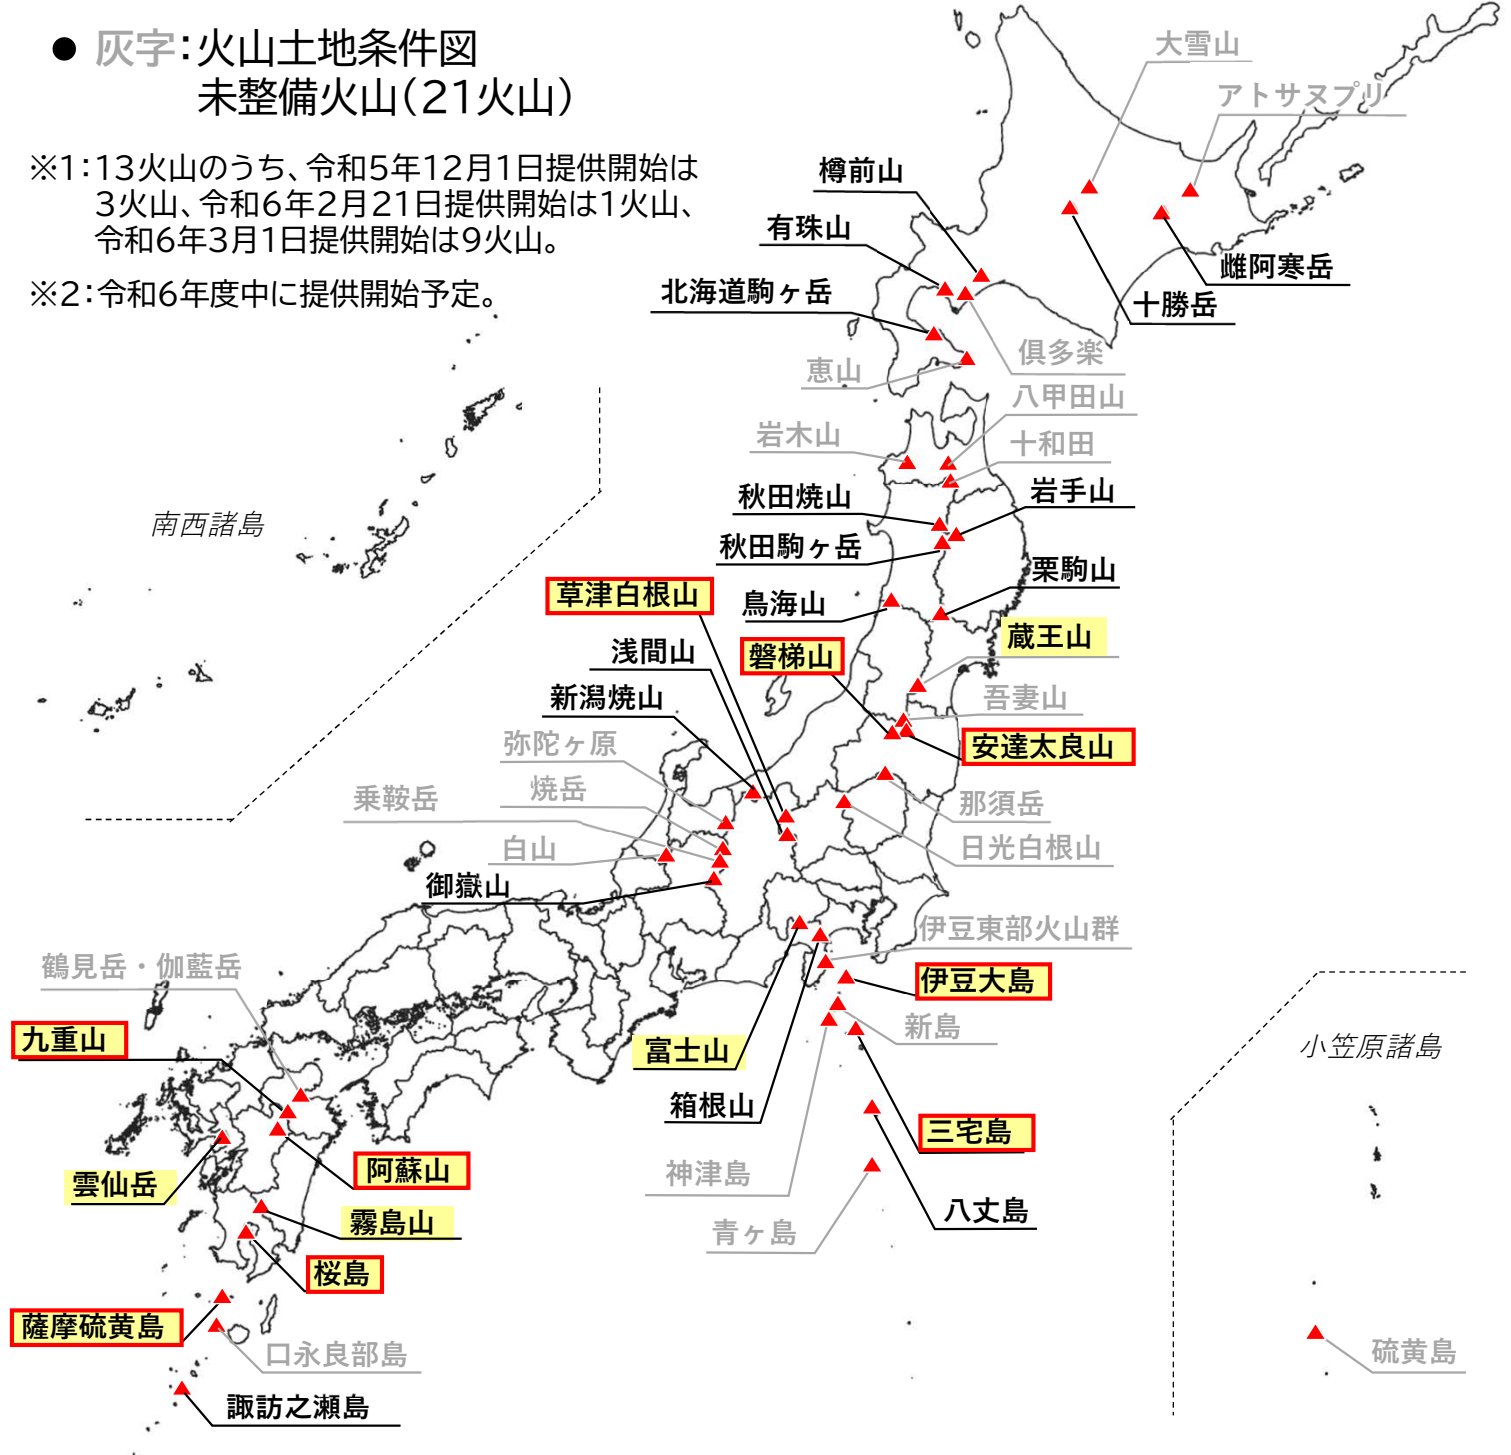 ● 灰字：火山土地条件図
未整備火山（21火山）
※1：13火山のうち、令和5年12月1日提供開始は
3火山、令和6年2月21日提供開始は1火山、
令和6年3月1日提供開始は9火山。
※2：令和6年度中に提供開始予定。
大雪山
アトサヌプリ
樽前山
有珠山
雌阿寒岳
北海道駒ヶ岳
十勝岳
倶多楽
恵山
八甲田山
岩木山
十和田
岩手山
秋田焼山
南西諸島
秋田駒ヶ岳
栗駒山
草津白根山
鳥海山
蔵王山
浅間山
磐梯山
新潟焼山
吾妻山
弥陀ヶ原
安達太良山
焼岳
乗鞍岳
那須岳
白山
日光白根山
御嶽山
伊豆東部火山群
鶴見岳・伽藍岳
伊豆大島
新島
九重山
富士山
小笠原諸島
箱根山
三宅島
阿蘇山
神津島
雲仙岳
八丈島
霧島山
青ヶ島
桜島
薩摩硫黄島
口永良部島
硫黄島
諏訪之瀬島